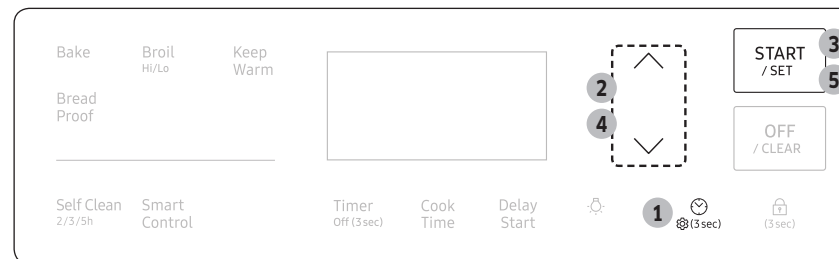 Bake
Broil
Hi/Lo
Keep
Warm
Bread
Proof
Self Clean
2/3/5h
Smart
Control
Timer
Off (3 sec)
Cook
Time
Delay
Start
2
4
1
(3 sec)
(3 sec)
START
/ SET
3
5
OFF
/ CLEAR